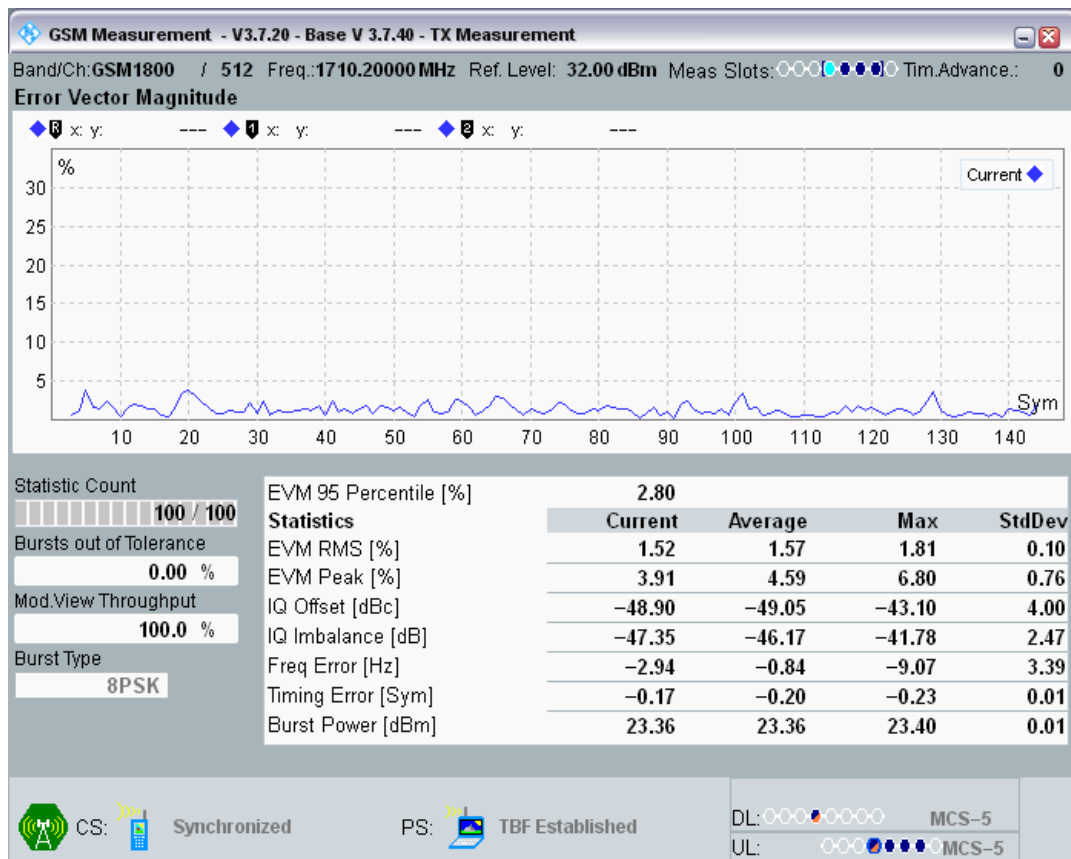 GSM Measurement - V3.7.20 - Base V 3.7.40 - TX Measurement
Band/Ch:GSM1800 / 512 Freq.:1710.20000 MHz Ref. Level: 32.00 dBm Meas Slots: Tim.Advance.: 0
Error Vector Magnitude
R x: y: --- 1 x: y: --- 2 x: y: ---
%
Current
30
25
20
15
10
5
Sym
10 20 30 40 50 60 70 80 90 100 110 120 130 140
Statistic Count
100 / 100
Bursts out of Tolerance
0.00 %
Mod.View Throughput
100.0 %
Burst Type
8PSK
EVM 95 Percentile [%] 2.80
Statistics Current Average Max StdDev
EVM RMS [%] 1.52 1.57 1.81 0.10
EVM Peak [%] 3.91 4.59 6.80 0.76
IQ Offset [dBc] −48.90 −49.05 −43.10 4.00
IQ Imbalance [dB] −47.35 −46.17 −41.78 2.47
Freq Error [Hz] −2.94 −0.84 −9.07 3.39
Timing Error [Sym] −0.17 −0.20 −0.23 0.01
Burst Power [dBm] 23.36 23.36 23.40 0.01
CS: Synchronized PS: TBF Established
DL: MCS−5
UL: MCS−5